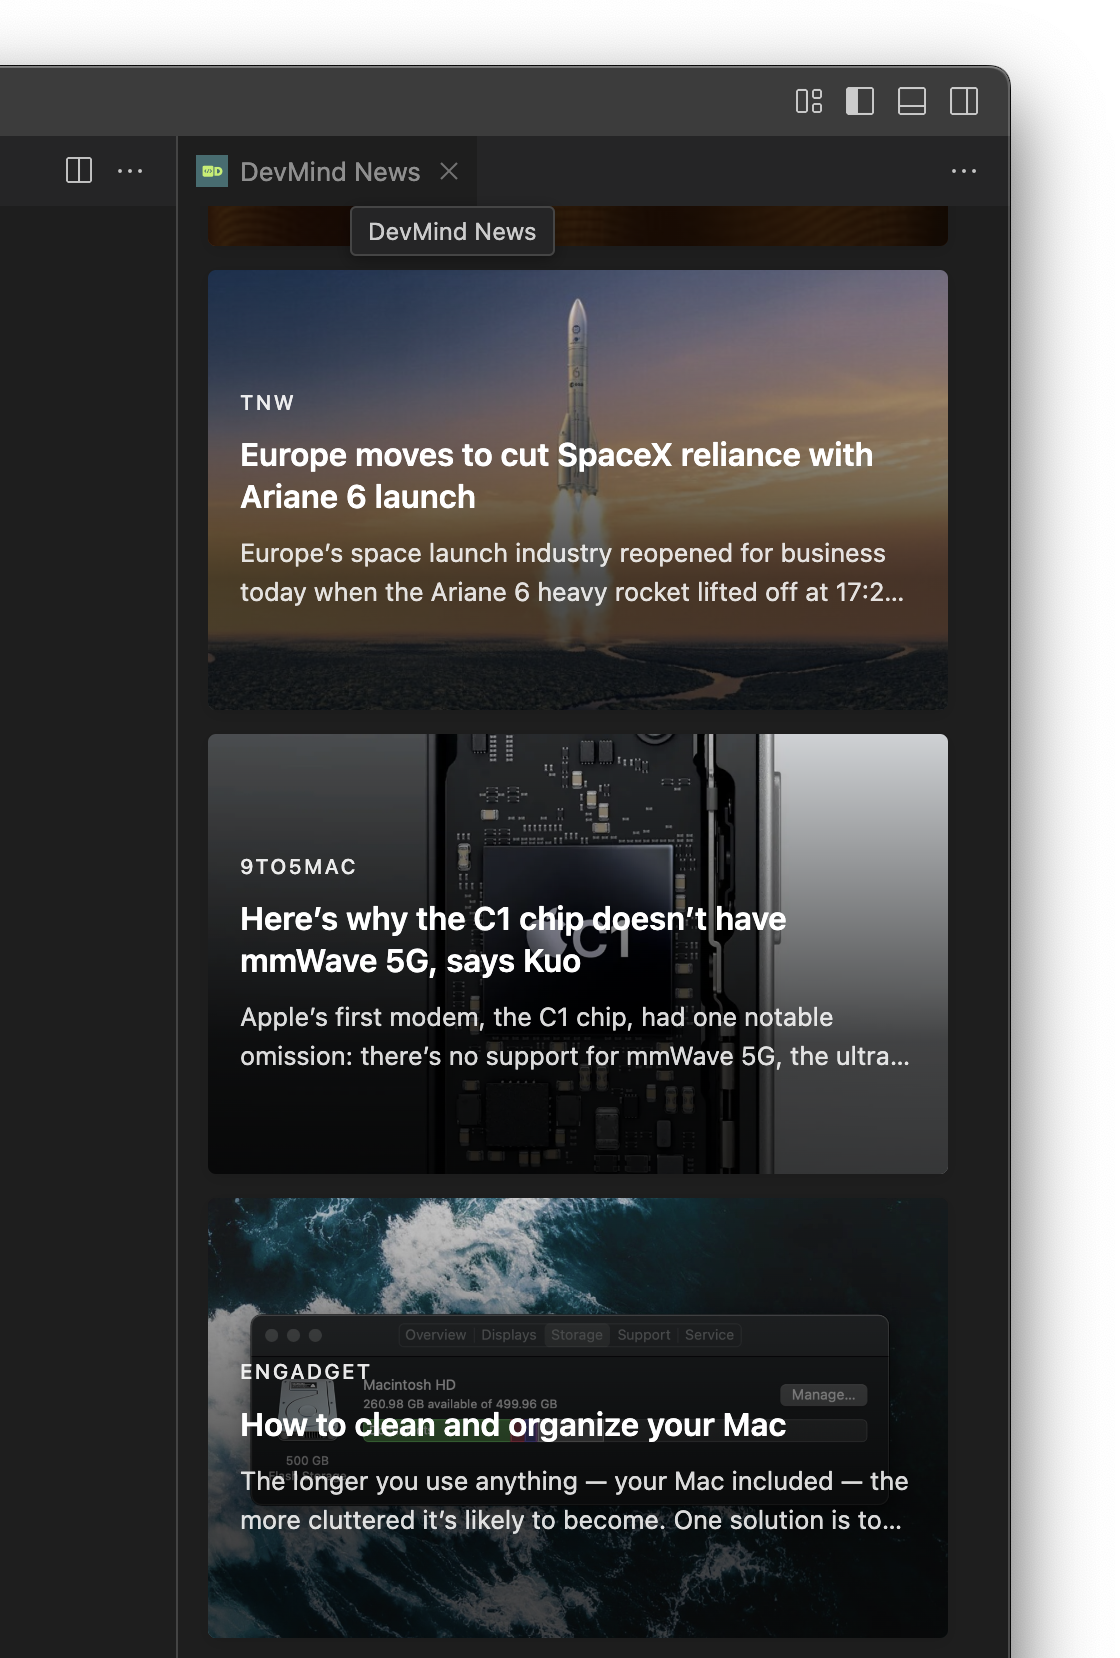 DevMind News
DevMind News
TNW
Europe moves to cut SpaceX reliance with
Ariane 6 launch
Europe’s space launch industry reopened for business
today when the Ariane 6 heavy rocket lifted off at 17:2...
9TO5MAC
Here’s why the C1 chip doesn’t have
mmWave 5G, says Kuo
C1
Apple’s first modem, the C1 chip, had one notable
omission: there’s no support for mmWave 5G, the ultra...
Overview Displays Storage Support Service
ENGADGET
Macintosh HD
260.98 GB available of 499.96 GB
Manage...
How to clean and organize your Mac
500 GB
Flash Storage
The longer you use anything — your Mac included — the
more cluttered it’s likely to become. One solution is to...